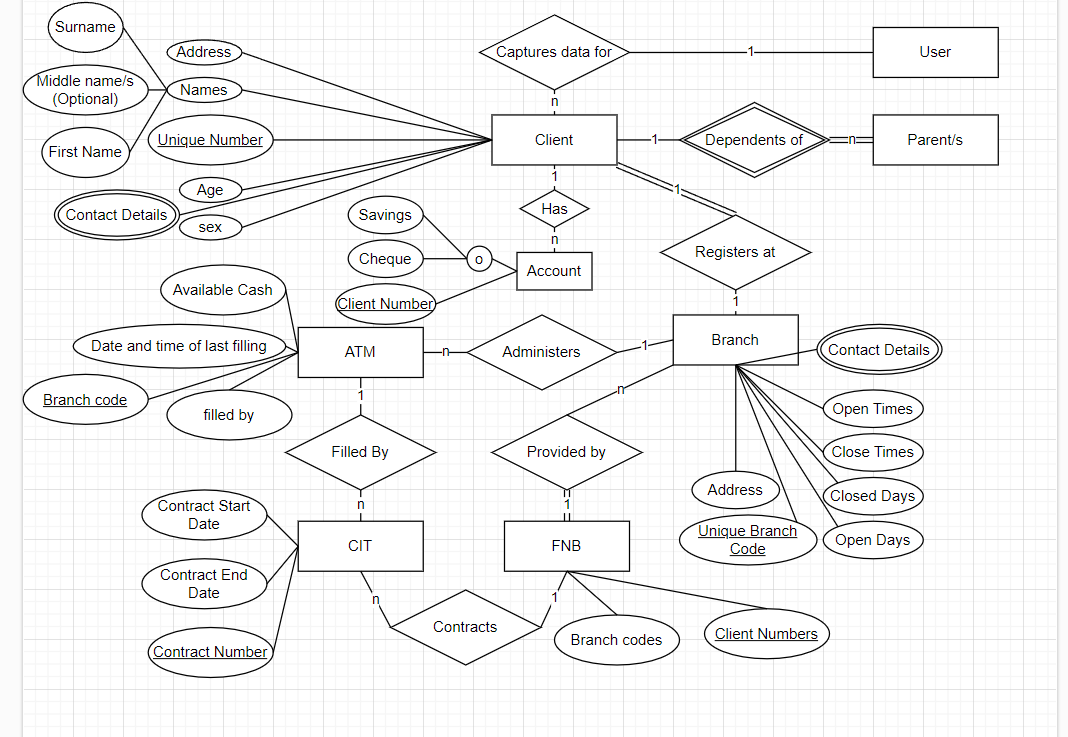 Surname
Captures data for
1
User
Address
Middle name/s
(Optional)
Names
n
First Name
Unique Number
Client
1
Dependents of
n
Parent/s
Age
1
1
Contact Details
sex
Savings
Has
n
Registers at
Cheque
o
Account
Available Cash
Client Number
1
Date and time of last filling
ATM
n
Administers
1
Branch
Contact Details
Branch code
filled by
1
n
Open Times
Filled By
Provided by
Close Times
Address
Closed Days
Contract Start
Date
n
1
Unique Branch
Code
Open Days
CIT
FNB
Contract End
Date
n
Contracts
1
Branch codes
Client Numbers
Contract Number